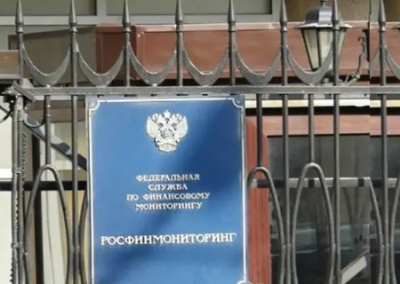 ФЕДЕРАЛЬНАЯ
СЛУЖБА
ПО ФИНАНСОВОМУ
МОНИТОРИНГУ
РОСФИНМОНИТОРИНГ